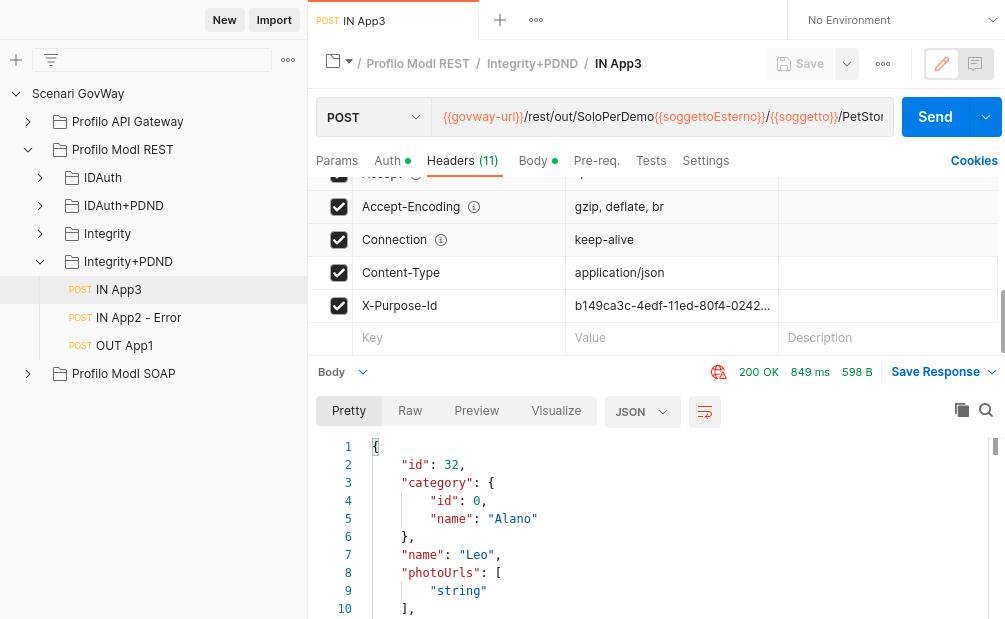 New Import
POST IN App3
No Environment
/ Profilo ModI REST / Integrity+PDND / IN App3
Save
Scenari GovWay
Profilo API Gateway
Profilo ModI REST
IDAuth
IDAuth+PDND
Integrity
Integrity+PDND
POST IN App3
POST IN App2 - Error
POST OUT App1
Profilo ModI SOAP
POST
{{govway-url}}/rest/out/SoloPerDemo{{soggettoEsterno}}/{{soggetto}}/PetStor
Send
Params Auth Headers (11) Body Pre-req. Tests Settings
Cookies
Accept
Accept-Encoding gzip, deflate, br
Connection keep-alive
Content-Type application/json
X-Purpose-Id b149ca3c-4edf-11ed-80f4-0242...
Key Value Description
Body
200 OK 849 ms 598 B Save Response
Pretty Raw Preview Visualize JSON
1 {
2 "id": 32,
3 "category": {
4 "id": 0,
5 "name": "Alano"
6 },
7 "name": "Leo",
8 "photoUrls": [
9 "string"
10 ],